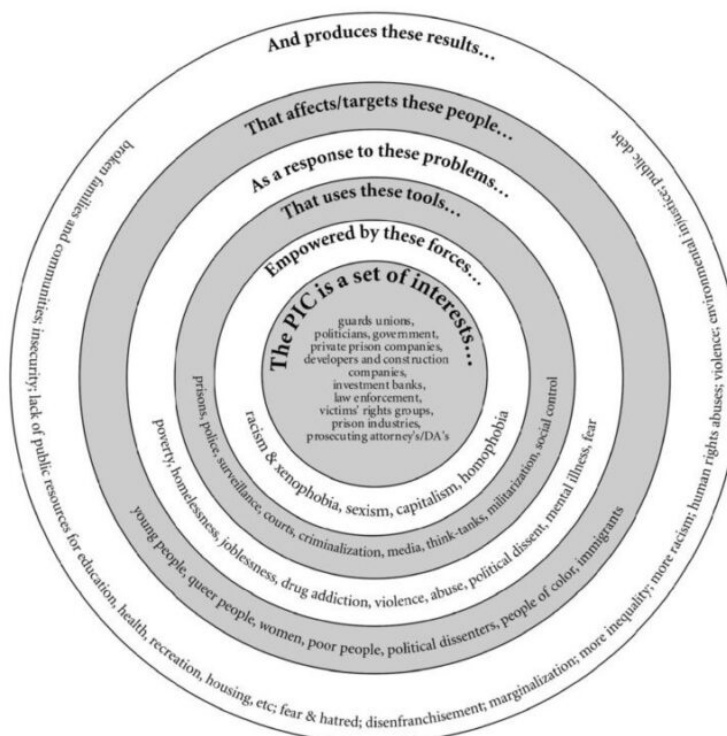 And produces these results...
broken families and communities; insecurity; lack of public resources for education, health, recreation, housing, etc; fear & hatred; disenfranchisement; marginalization; more inequality; more racism; human rights abuses; violence; environmental injustice; public debt
That affects/targets these people...
young people, queer people, women, poor people, political dissenters, people of color, immigrants
As a response to these problems...
poverty, homelessness, joblessness, drug addiction, violence, abuse, political dissent, mental illness, fear
That uses these tools...
prisons, police, surveillance, courts, criminalization, media, think-tanks, militarization, social control
Empowered by these forces...
racism & xenophobia, sexism, capitalism, homophobia
The PIC is a set of interests...
guards unions,
politicians, government,
private prison companies,
developers and construction
companies,
investment banks,
law enforcement,
victims' rights groups,
prison industries,
prosecuting attorney's/DA's